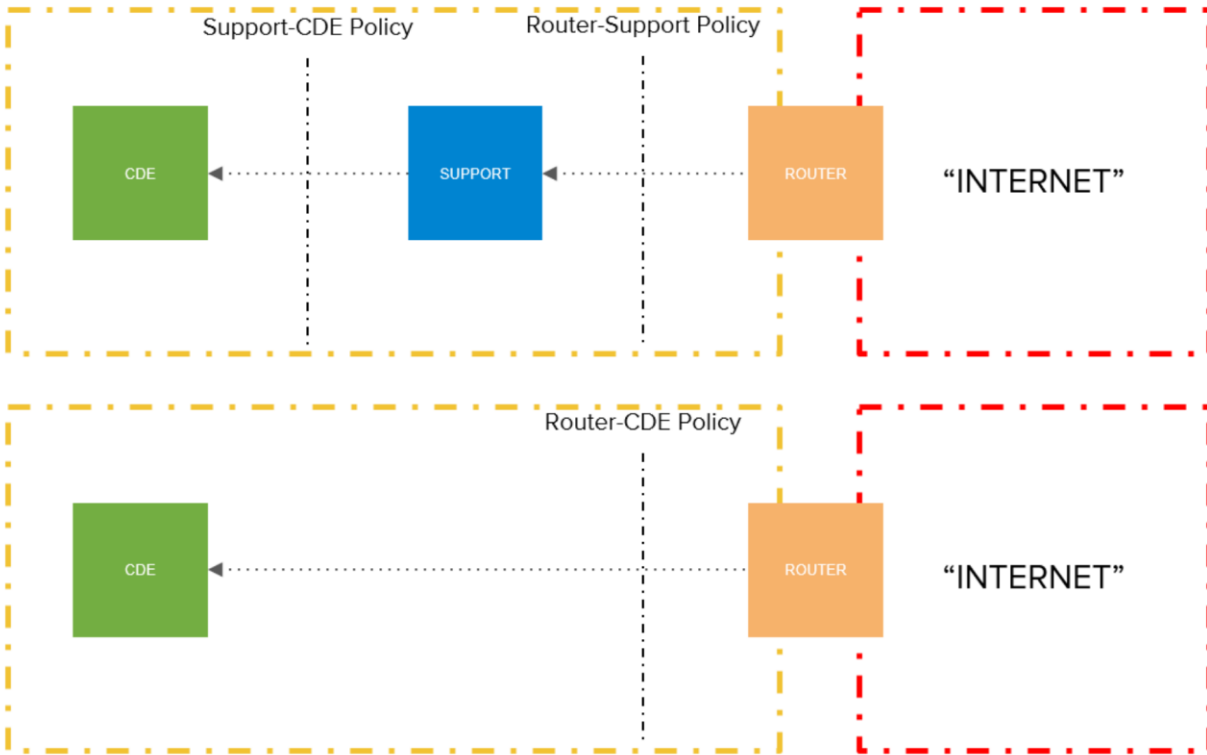 Support-CDE Policy
Router-Support Policy
CDE
SUPPORT
ROUTER
“INTERNET”
Router-CDE Policy
CDE
ROUTER
“INTERNET”